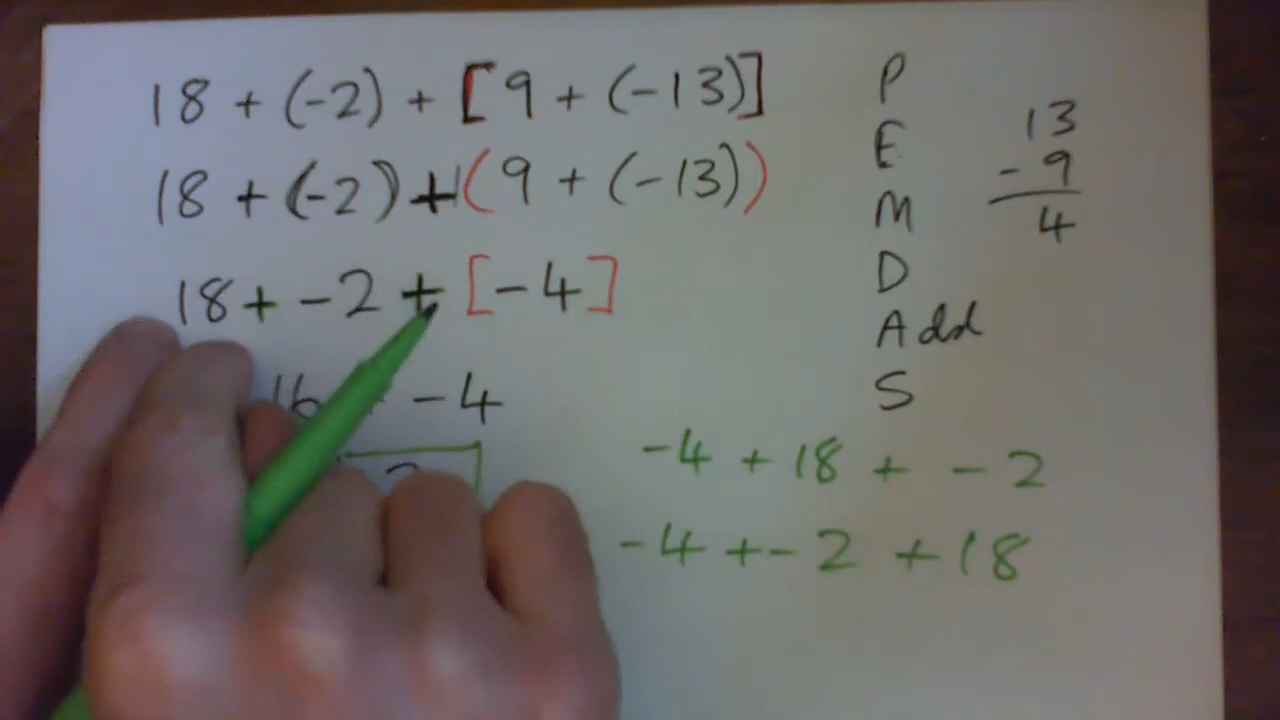 18 + (-2) + [9 + (-13)]
18 + (-2) + (9 + (-13))
18 + -2 + [-4]
16 + -4
P
E
M
D
Add
S
13
- 9
4
-4 + 18 + -2
-4 + -2 + 18